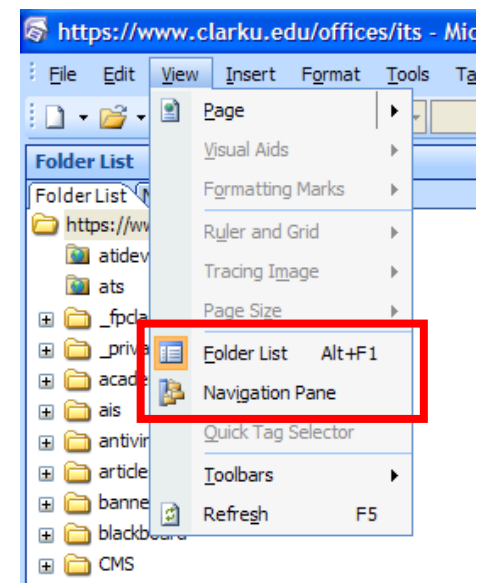 https://www.clarku.edu/offices/its - Mic
File Edit View Insert Format Tools Ta
Page
Folder List
Visual Aids
Folder List
Formatting Marks
https://ww
Ruler and Grid
atidev
Tracing Image
ats
Page Size
_fpcla
_priva
Folder List Alt+F1
acade
Navigation Pane
ais
Quick Tag Selector
antivir
article
Toolbars
banne
Refresh F5
blackboard
CMS